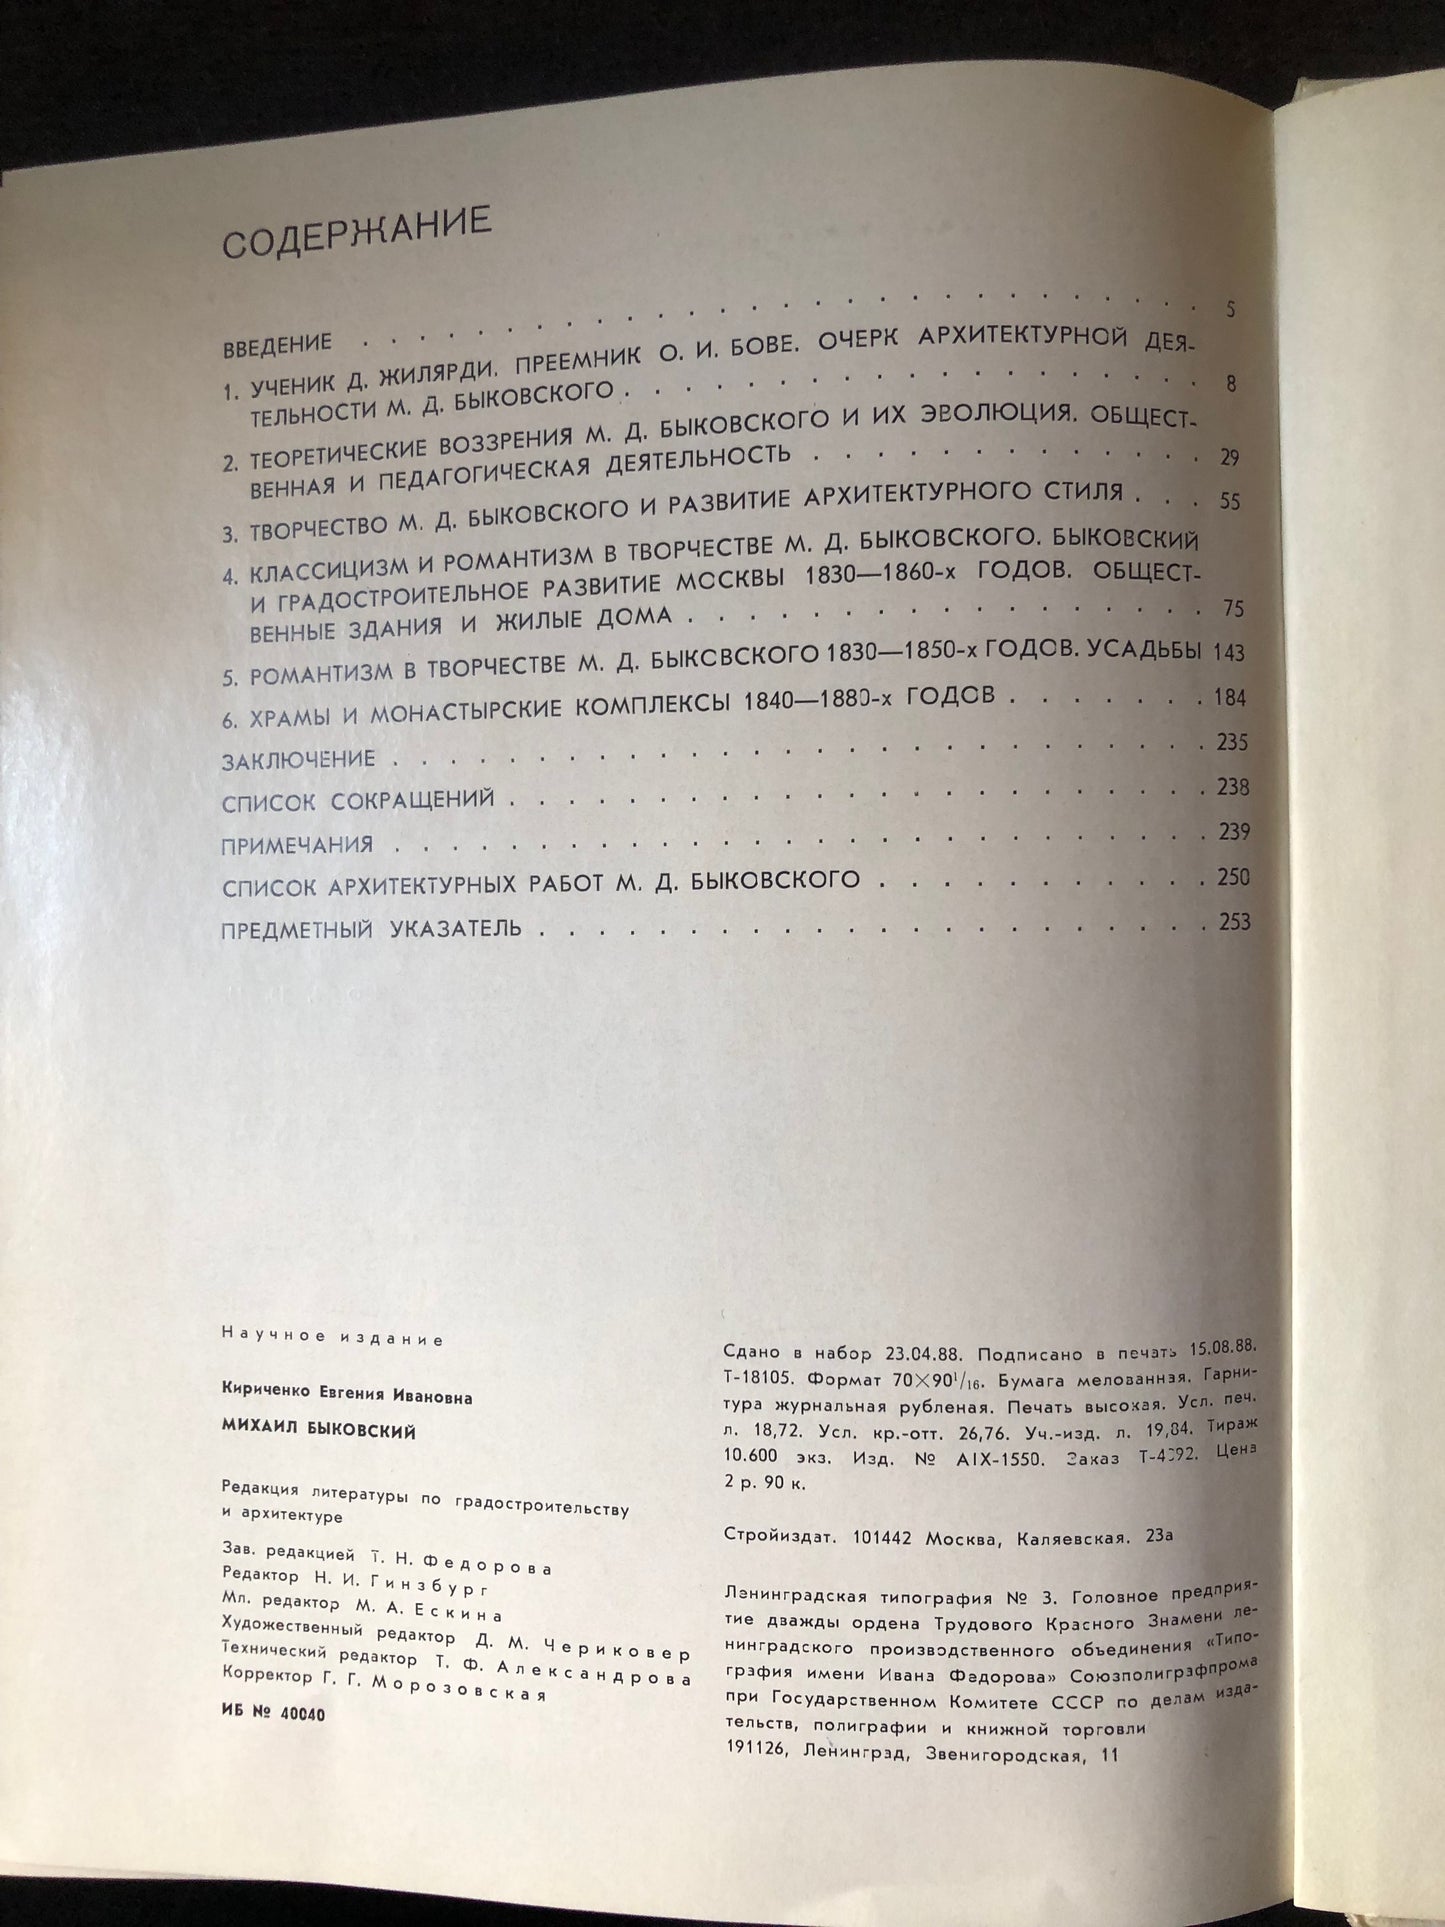 СОДЕРЖАНИЕ
ВВЕДЕНИЕ . . . . . . . . . . . . . . . . . . . . . . . . . . . . 5
1. УЧЕНИК Д. ЖИЛЯРДИ. ПРЕЕМНИК О. И. БОВЕ. ОЧЕРК АРХИТЕКТУРНОЙ ДЕЯ-
ТЕЛЬНОСТИ М. Д. БЫКОВСКОГО . . . . . . . . . . . . . . . . . . . . 8
2. ТЕОРЕТИЧЕСКИЕ ВОЗЗРЕНИЯ М. Д. БЫКОВСКОГО И ИХ ЭВОЛЮЦИЯ. ОБЩЕСТ-
ВЕННАЯ И ПЕДАГОГИЧЕСКАЯ ДЕЯТЕЛЬНОСТЬ . . . . . . . . . . . . . . 29
3. ТВОРЧЕСТВО М. Д. БЫКОВСКОГО И РАЗВИТИЕ АРХИТЕКТУРНОГО СТИЛЯ . . . 55
4. КЛАССИЦИЗМ И РОМАНТИЗМ В ТВОРЧЕСТВЕ М. Д. БЫКОВСКОГО. БЫКОВСКИЙ
И ГРАДОСТРОИТЕЛЬНОЕ РАЗВИТИЕ МОСКВЫ 1830—1860-х ГОДОВ. ОБЩЕСТ-
ВЕННЫЕ ЗДАНИЯ И ЖИЛЫЕ ДОМА . . . . . . . . . . . . . . . . . . 75
5. РОМАНТИЗМ В ТВОРЧЕСТВЕ М. Д. БЫКОВСКОГО 1830—1850-х ГОДОВ. УСАДЬБЫ 143
6. ХРАМЫ И МОНАСТЫРСКИЕ КОМПЛЕКСЫ 1840—1880-х ГОДОВ . . . . . . . 184
ЗАКЛЮЧЕНИЕ . . . . . . . . . . . . . . . . . . . . . . . . . . . . 235
СПИСОК СОКРАЩЕНИЙ . . . . . . . . . . . . . . . . . . . . . . . . 238
ПРИМЕЧАНИЯ . . . . . . . . . . . . . . . . . . . . . . . . . . . . 239
СПИСОК АРХИТЕКТУРНЫХ РАБОТ М. Д. БЫКОВСКОГО . . . . . . . . . . . . 250
ПРЕДМЕТНЫЙ УКАЗАТЕЛЬ . . . . . . . . . . . . . . . . . . . . . . . 253
Научное издание
Кириченко Евгения Ивановна
МИХАИЛ БЫКОВСКИЙ
Редакция литературы по градостроительству
и архитектуре
Зав. редакцией Т. Н. Федорова
Редактор Н. И. Гинзбург
Мл. редактор М. А. Ескина
Художественный редактор Д. М. Чериковер
Технический редактор Т. Ф. Александрова
Корректор Г. Г. Морозовская
ИБ № 40040
Сдано в набор 23.04.88. Подписано в печать 15.08.88.
Т-18105. Формат 70×90¹/₁₆. Бумага мелованная. Гарни-
тура журнальная рубленая. Печать высокая. Усл. печ.
л. 18,72. Усл. кр.-отт. 26,76. Уч.-изд. л. 19,84. Тираж
10.600 экз. Изд. № АIX-1550. Заказ Цена
2 р. 90 к.
Стройиздат. 101442 Москва, Каляевская. 23а
Ленинградская типография № 3. Головное предприя-
тие дважды ордена Трудового Красного Знамени ле-
нинградского производственного объединения «Типо-
графия имени Ивана Федорова» Союзполиграфпрома
при Государственном Комитете СССР по делам изда-
тельств, полиграфии и книжной торговли
191126, Ленинград, Звенигородская, 11